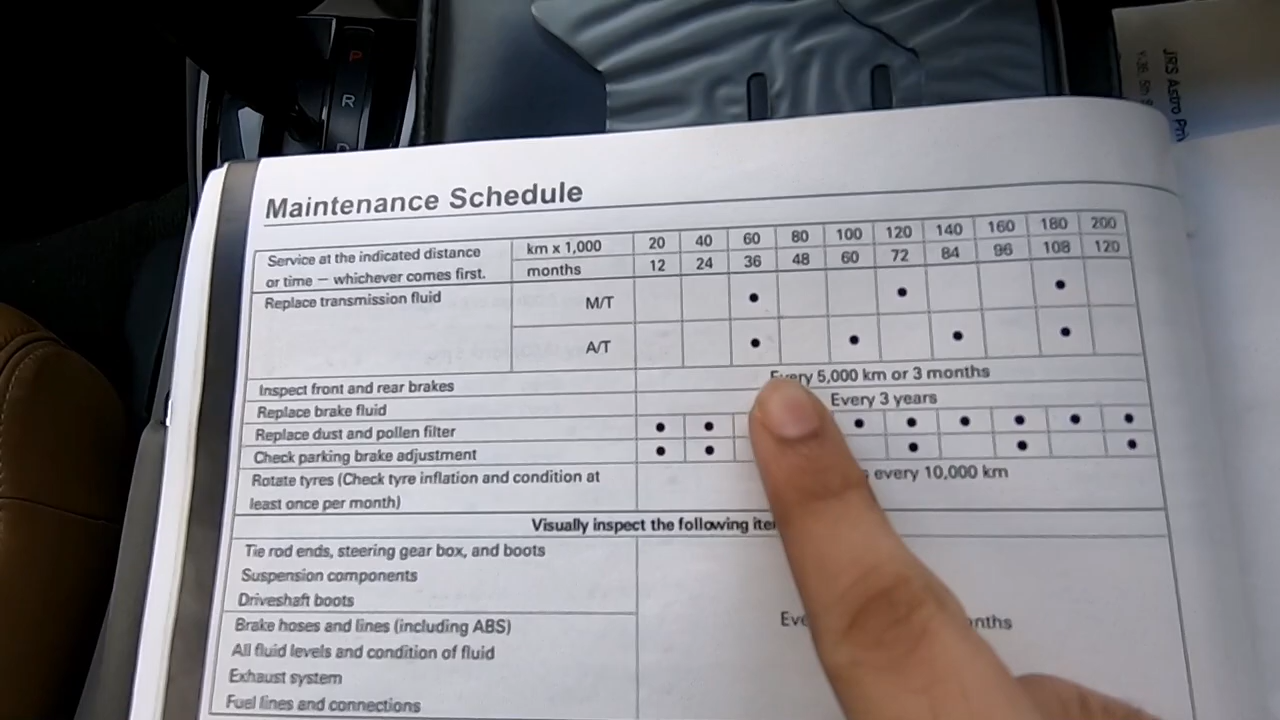 P
R
JRS Astro
Maintenance Schedule
Service at the indicated distance
or time – whichever comes first.
km x 1,000 20 40 60 80 100 120 140 160 180 200
months 12 24 36 48 60 72 84 96 108 120
Replace transmission fluid
M/T • • •
A/T • • • •
Inspect front and rear brakes 5,000 km or 3 months
Replace brake fluid Every 3 years
Replace dust and pollen filter • • • • • • • •
Check parking brake adjustment • • • • •
Rotate tyres (Check tyre inflation and condition at
least once per month)
every 10,000 km
Visually inspect the following
Tie rod ends, steering gear box, and boots
Suspension components
Driveshaft boots
Brake hoses and lines (including ABS)
All fluid levels and condition of fluid
Exhaust system
Fuel lines and connections